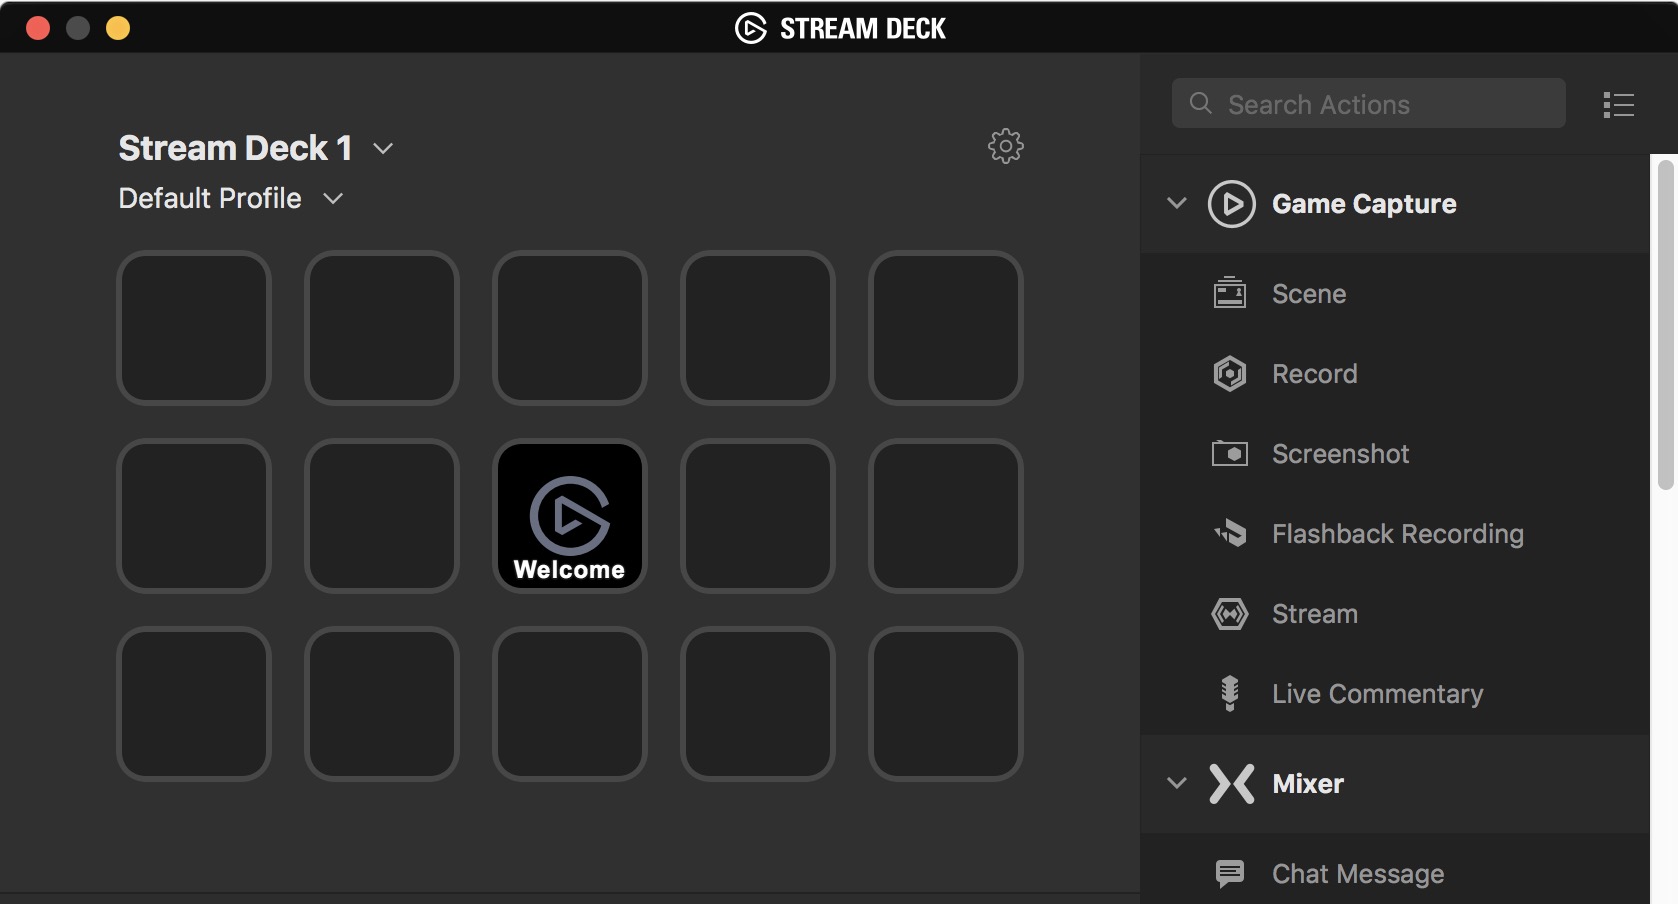 STREAM DECK
Stream Deck 1
Default Profile
Welcome
Search Actions
Game Capture
Scene
Record
Screenshot
Flashback Recording
Stream
Live Commentary
Mixer
Chat Message